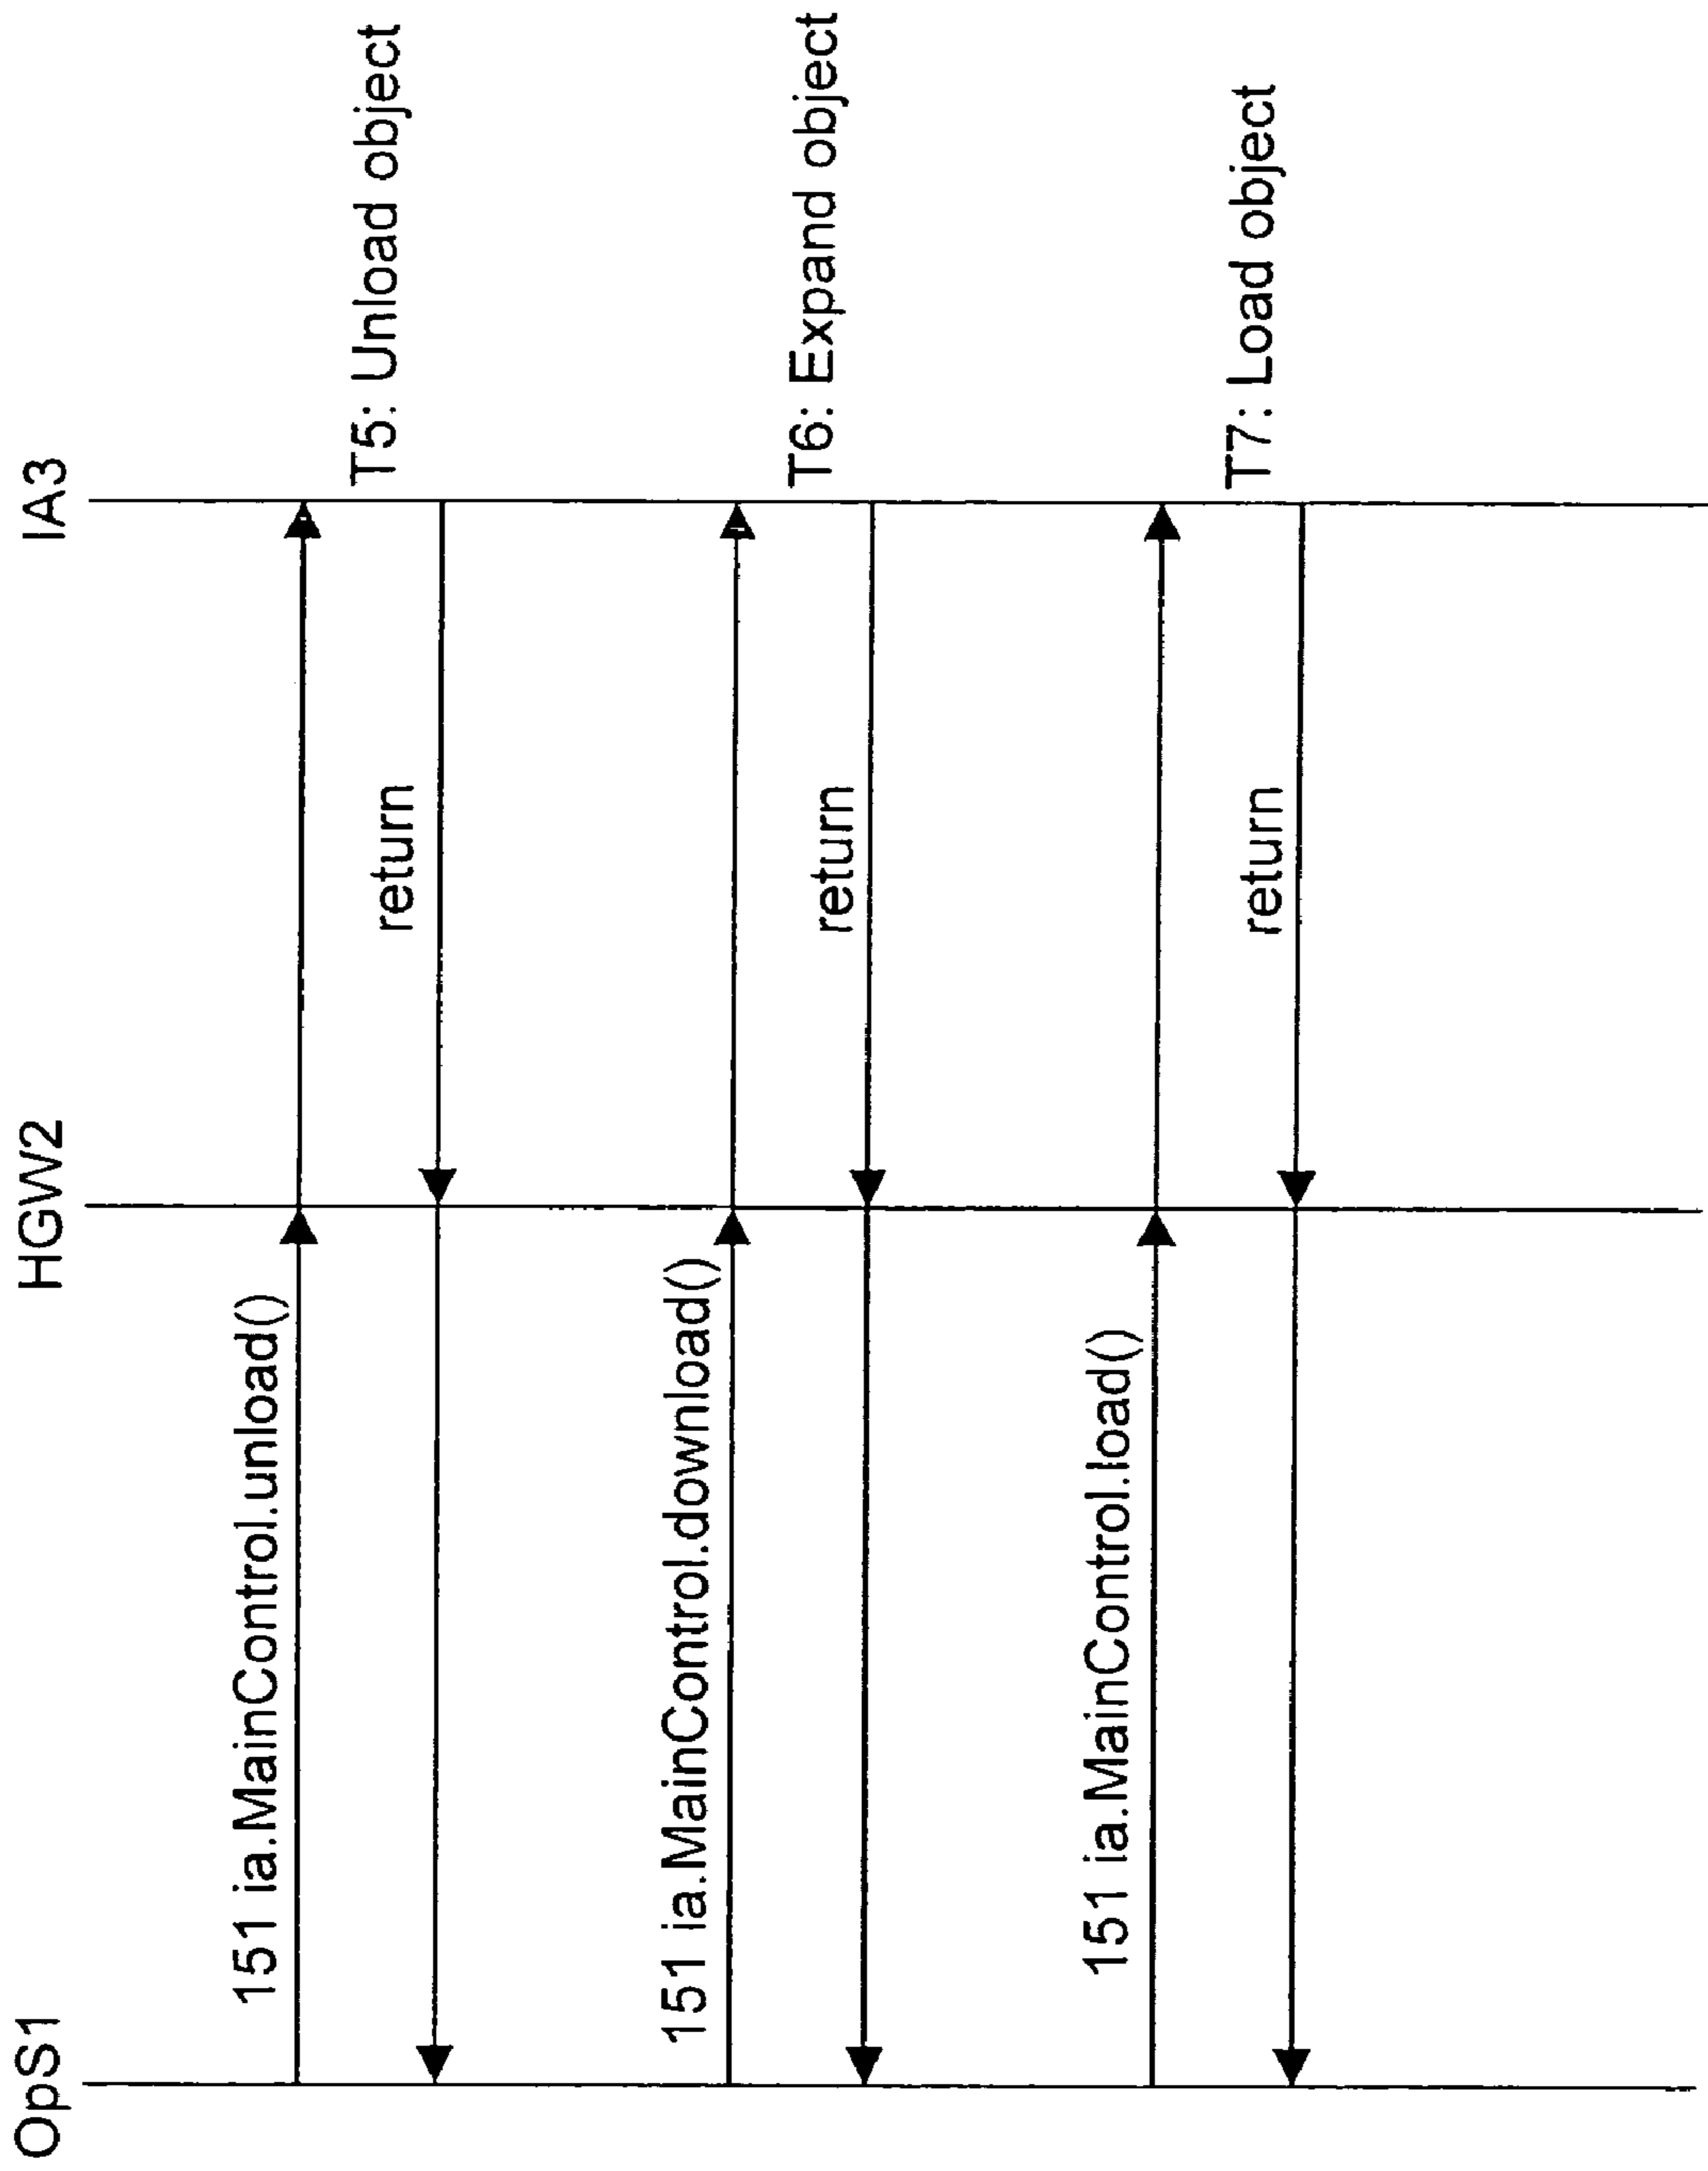 OpS1
HGW2
IA3
151 ia.MainControl.unload()
T5: Unload object
return
151 ia.MainControl.download()
T6: Expand object
return
151 ia.MainControl.load()
T7: Load object
return